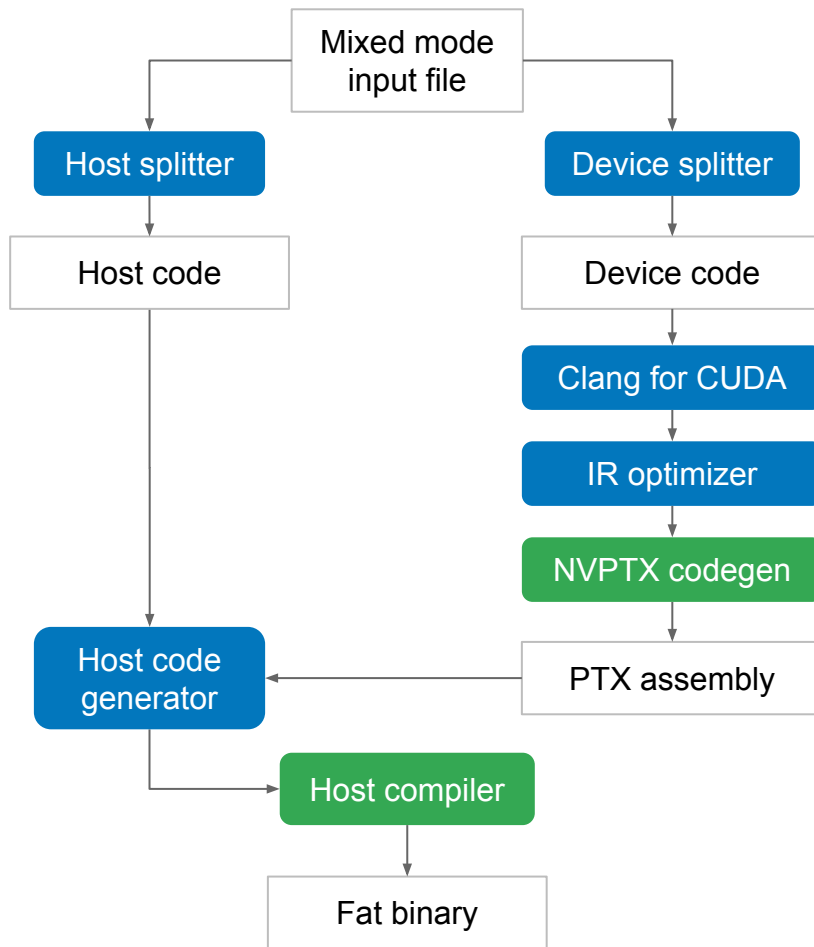 Mixed mode
input file
Host splitter
Device splitter
Host code
Device code
Clang for CUDA
IR optimizer
NVPTX codegen
Host code
generator
PTX assembly
Host compiler
Fat binary